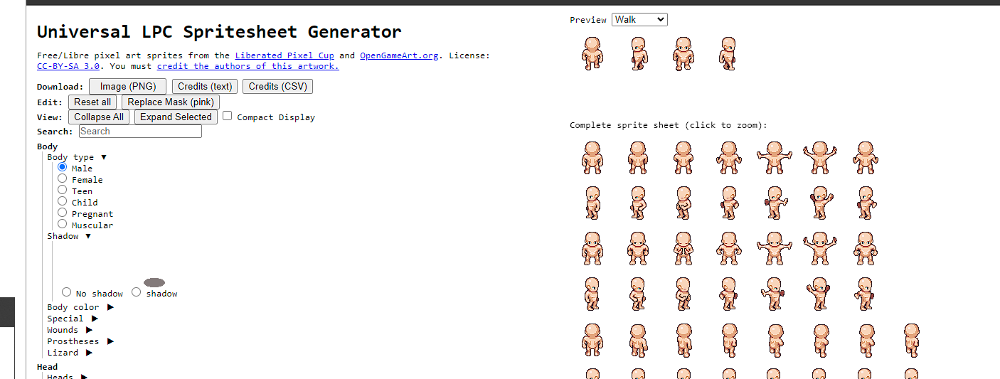 Universal LPC Spritesheet Generator
Free/Libre pixel art sprites from the Liberated Pixel Cup and OpenGameArt.org. License:
CC-BY-SA 3.0. You must credit the authors of this artwork.
Download: Image (PNG) Credits (text) Credits (CSV)
Edit: Reset all Replace Mask (pink)
View: Collapse All Expand Selected Compact Display
Search: Search
Body
Body type ▼
Male
Female
Teen
Child
Pregnant
Muscular
Shadow ▼
No shadow shadow
Body color ▶
Special ▶
Wounds ▶
Prostheses ▶
Lizard ▶
Head
Heads ▶
Preview Walk
Complete sprite sheet (click to zoom):